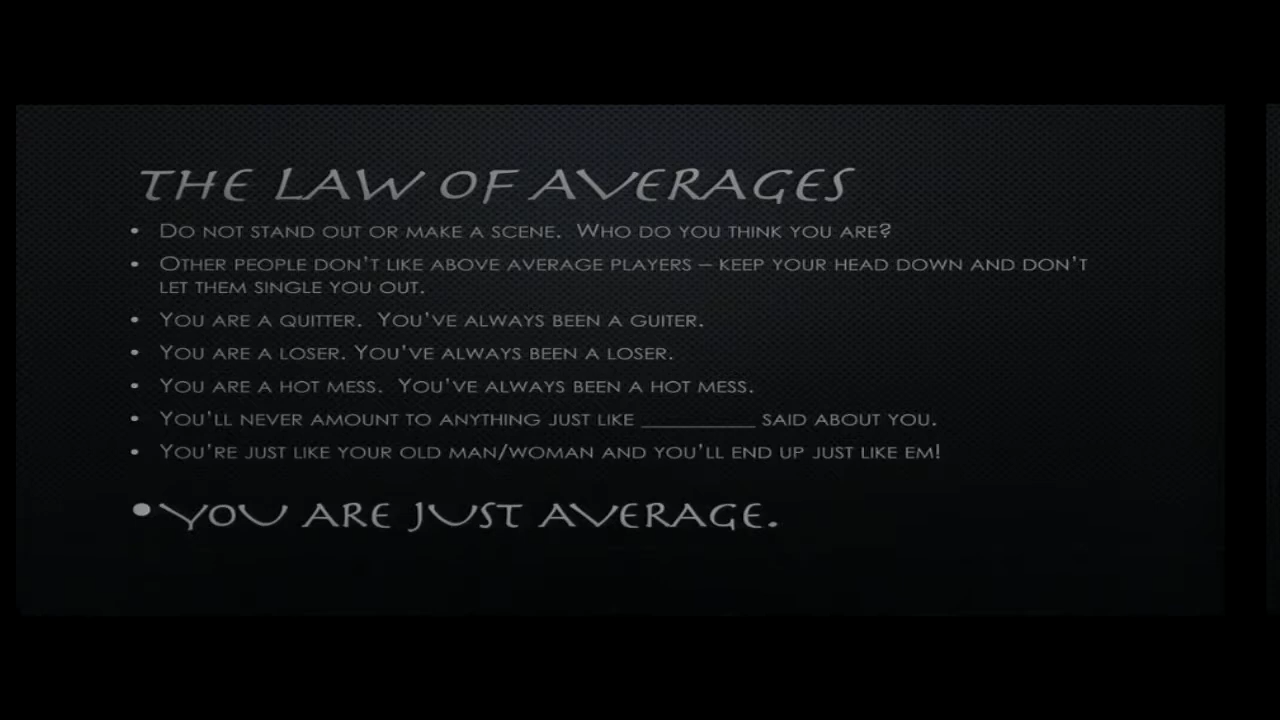 THE LAW OF AVERAGES
• DO NOT STAND OUT OR MAKE A SCENE. WHO DO YOU THINK YOU ARE?
• OTHER PEOPLE DON'T LIKE ABOVE AVERAGE PLAYERS – KEEP YOUR HEAD DOWN AND DON'T
LET THEM SINGLE YOU OUT.
• YOU ARE A QUITTER. YOU'VE ALWAYS BEEN A GUITER.
• YOU ARE A LOSER. YOU'VE ALWAYS BEEN A LOSER.
• YOU ARE A HOT MESS. YOU'VE ALWAYS BEEN A HOT MESS.
• YOU'LL NEVER AMOUNT TO ANYTHING JUST LIKE __________ SAID ABOUT YOU.
• YOU'RE JUST LIKE YOUR OLD MAN/WOMAN AND YOU'LL END UP JUST LIKE EM!
• YOU ARE JUST AVERAGE.